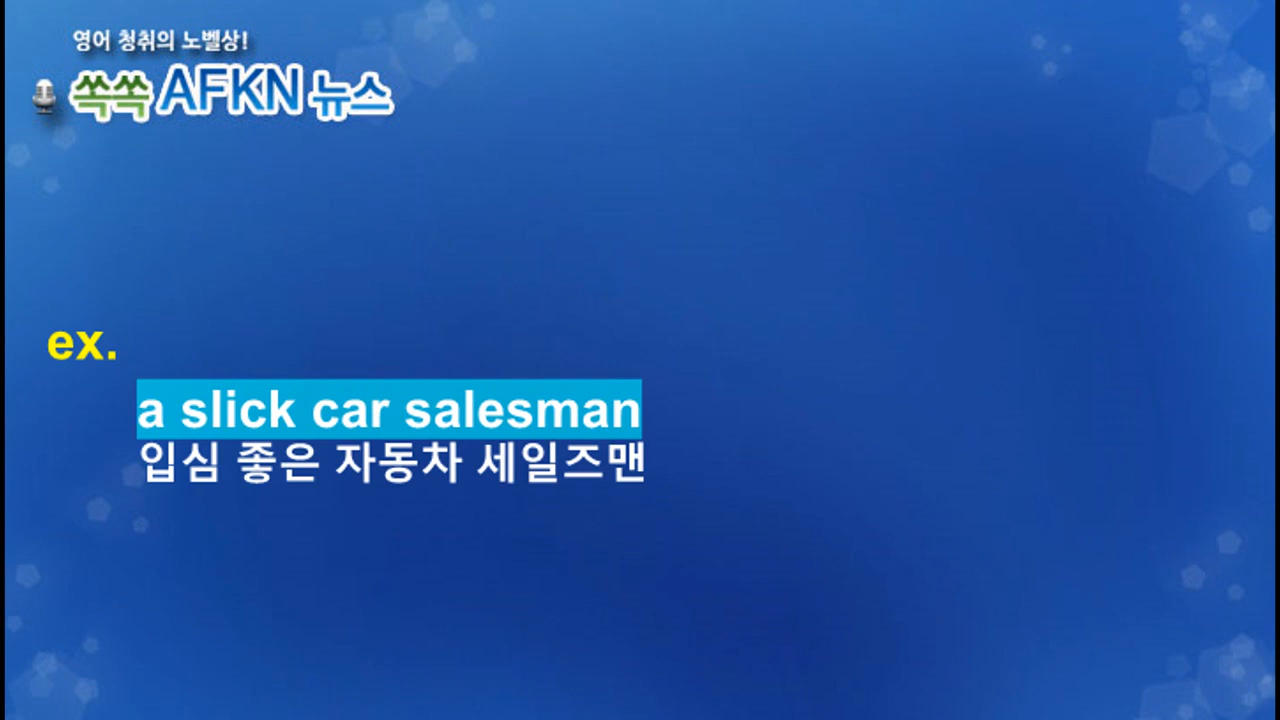 영어 청취의 노벨상!
쏙쏙 AFKN 뉴스
ex.
a slick car salesman
입심 좋은 자동차 세일즈맨